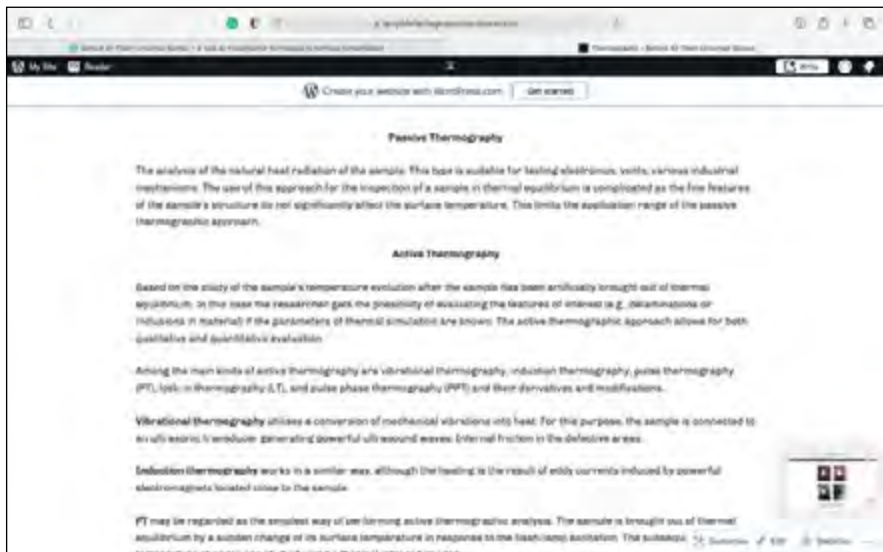 My Site Reader
Write
Create your website with WordPress.com Get started
Passive Thermography
The analysis of the natural heat radiation of the sample. This type is suitable for testing electronics, vents, various industrial
mechanisms. The use of this approach for the inspection of a sample in thermal equilibrium is complicated as the fine features
of the sample's structure do not significantly affect the surface temperature. This limits the application range of the passive
thermographic approach.
Active Thermography
Based on the study of the sample's temperature evolution after the sample has been artificially brought out of thermal
equilibrium. In this case the researcher gets the possibility of evaluating the features of interest (e.g., delaminations or
inclusions in material) if the parameters of thermal simulation are known. The active thermographic approach allows for both
qualitative and quantitative evaluation.
Among the main kinds of active thermography are vibrational thermography, induction thermography, pulse thermography
(PT), lock-in thermography (LT), and pulse phase thermography (PPT) and their derivatives and modifications.
Vibrational thermography utilises a conversion of mechanical vibrations into heat. For this purpose, the sample is connected to
an ultrasonic transducer generating powerful ultrasound waves. Internal friction in the defective areas.
Induction thermography works in a similar way, although the heating is the result of eddy currents induced by powerful
electromagnets located close to the sample.
PT may be regarded as the simplest way of performing active thermographic analysis. The sample is brought out of thermal
equilibrium by a sudden change of its surface temperature in response to the flash lamp excitation. The
Customize Edit